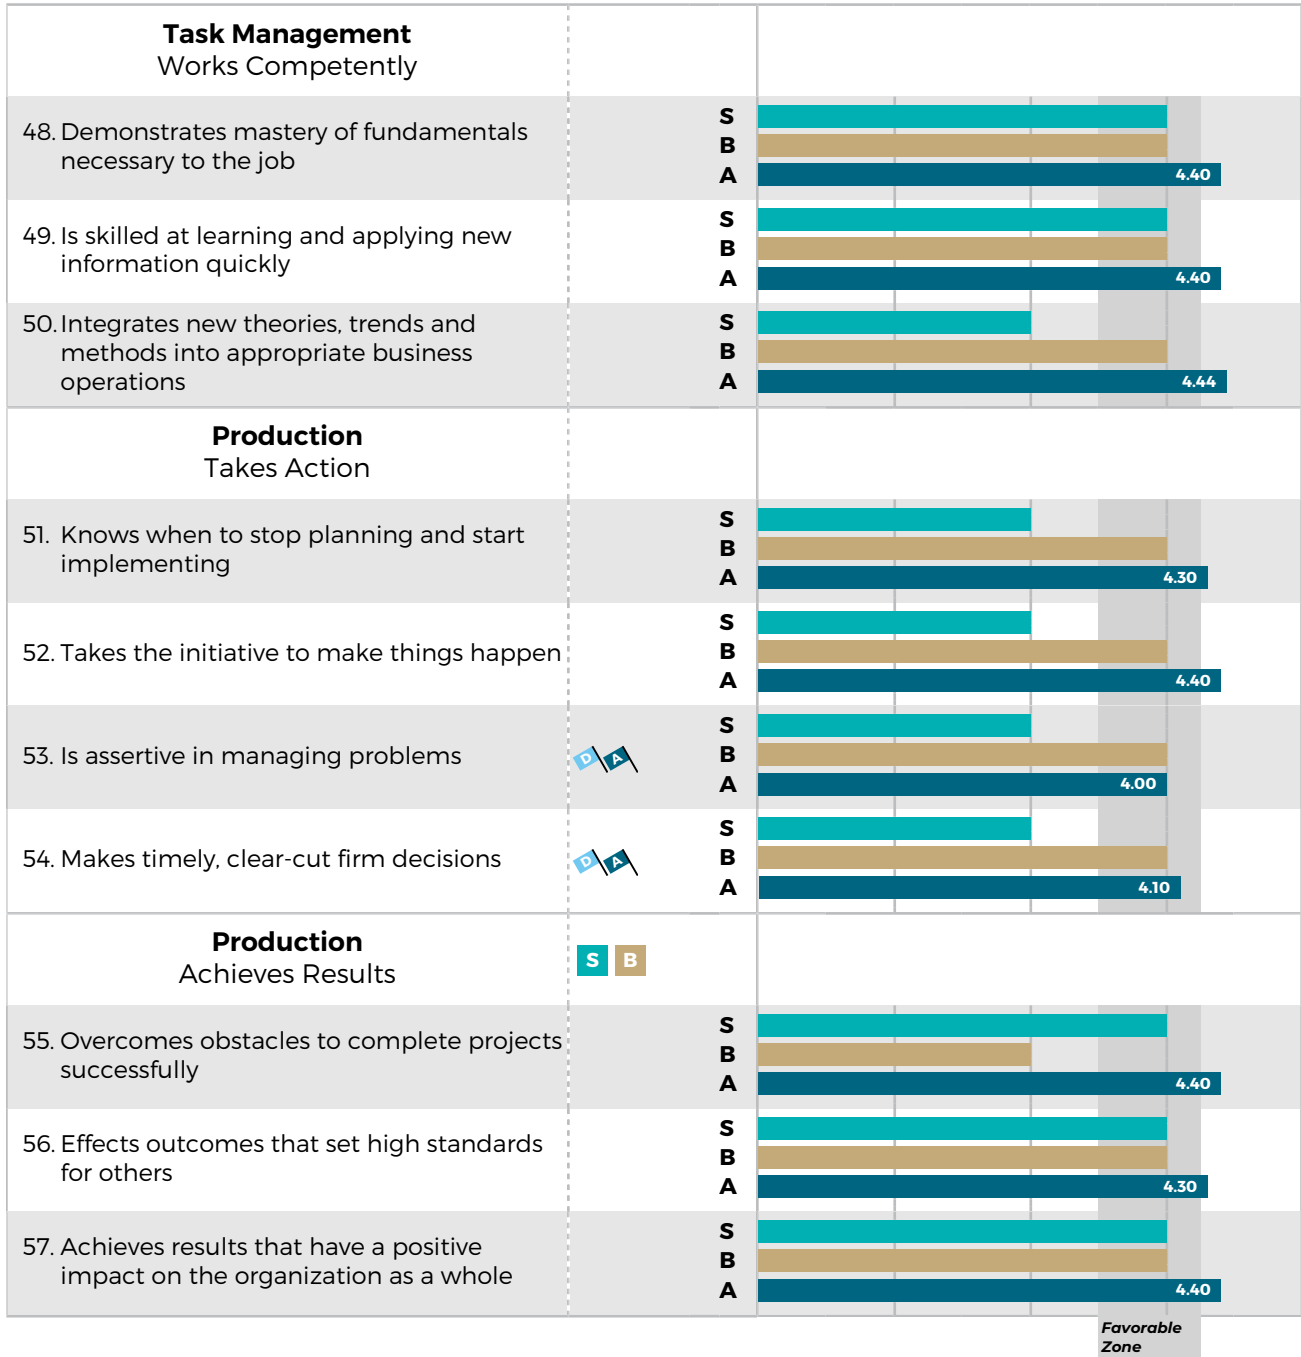 Task Management
Works Competently
48. Demonstrates mastery of fundamentals
necessary to the job
S
B
A 4.40
49. Is skilled at learning and applying new
information quickly
S
B
A 4.40
50. Integrates new theories, trends and
methods into appropriate business
operations
S
B
A 4.44
Production
Takes Action
51. Knows when to stop planning and start
implementing
S
B
A 4.30
52. Takes the initiative to make things happen
S
B
A 4.40
53. Is assertive in managing problems
D A
S
B
A 4.00
54. Makes timely, clear-cut firm decisions
D A
S
B
A 4.10
Production
Achieves Results
S B
55. Overcomes obstacles to complete projects
successfully
S
B
A 4.40
56. Effects outcomes that set high standards
for others
S
B
A 4.30
57. Achieves results that have a positive
impact on the organization as a whole
S
B
A 4.40
Favorable
Zone